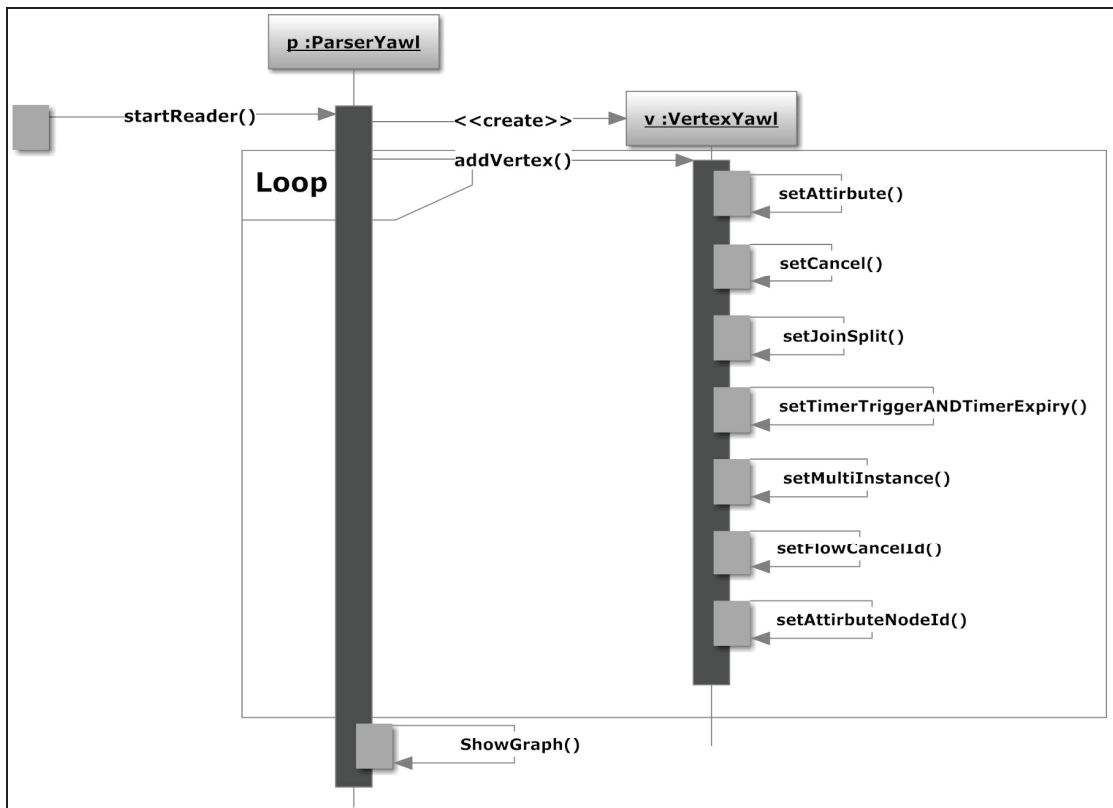 p :ParserYawl
startReader()
<<create>>
v :VertexYawl
addVertex()
Loop
setAttirbute()
setCancel()
setJoinSplit()
setTimerTriggerANDTimerExpiry()
setMultiInstance()
setFlowCancelId()
setAttirbuteNodeId()
ShowGraph()